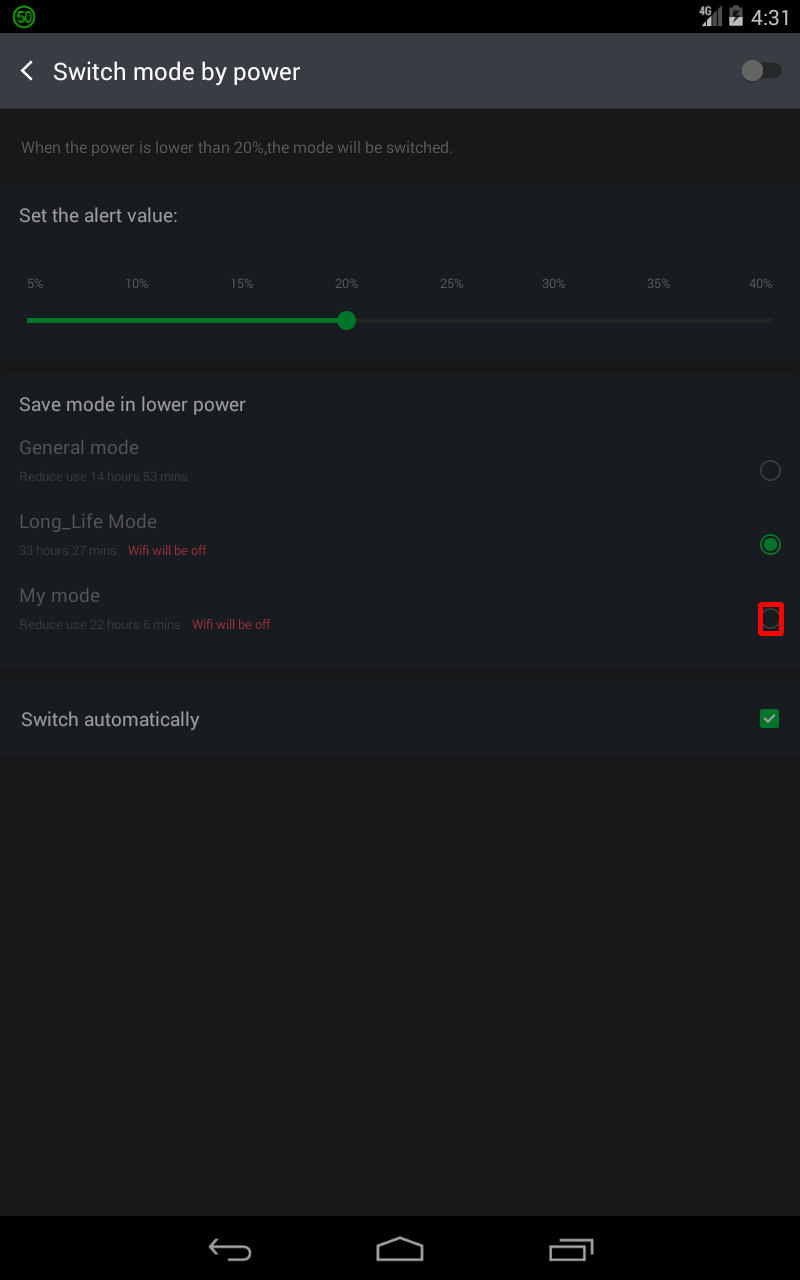 50
4G 4:31
Switch mode by power
When the power is lower than 20%,the mode will be switched.
Set the alert value:
5% 10% 15% 20% 25% 30% 35% 40%
Save mode in lower power
General mode
Reduce use 14 hours 53 mins
Long_Life Mode
33 hours 27 mins Wifi will be off
My mode
Reduce use 22 hours 6 mins Wifi will be off
Switch automatically